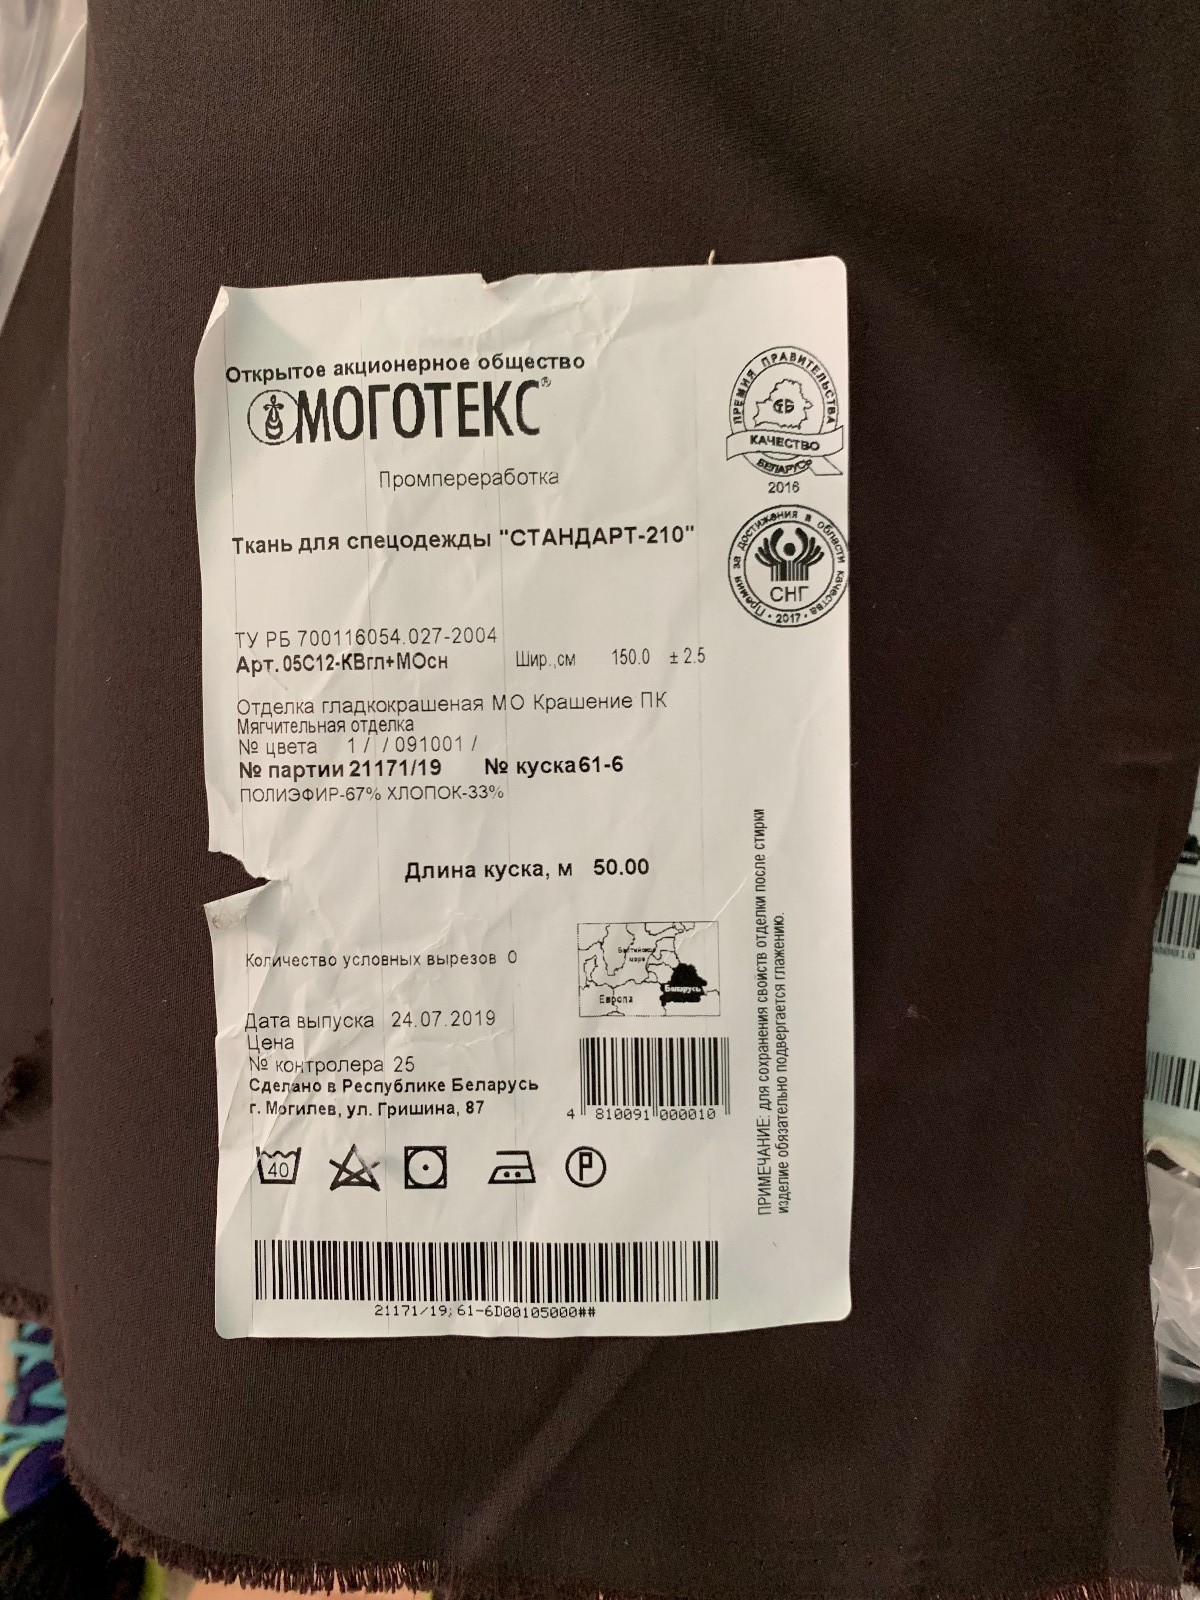 Открытое акционерное общество
МОГОТЕКС®
Промпереработка
Ткань для спецодежды "СТАНДАРТ-210"
ПРЕМИЯ ПРАВИТЕЛЬСТВА
КАЧЕСТВО
БЕЛАРУСЬ
2016
Премия за достижения в области качества
СНГ
• 2017 •
ТУ РБ 700116054.027-2004
Арт. 05С12-КВгл+МОсн Шир.,см 150.0 ± 2.5
Отделка гладкокрашеная МО Крашение ПК
Мягчительная отделка
№ цвета 1 / / 091001 /
№ партии 21171/19 № куска 61-6
ПОЛИЭФИР-67% ХЛОПОК-33%
Длина куска, м 50.00
Количество условных вырезов 0
Балтийское
море
Европа
Беларусь
Дата выпуска 24.07.2019
Цена
№ контролера 25
Сделано в Республике Беларусь
г. Могилев, ул. Гришина, 87
4 810091 000010
40
P
21171/19;61-6D00105000##
ПРИМЕЧАНИЕ: для сохранения свойств отделки после стирки
изделие обязательно подвергается глажению.